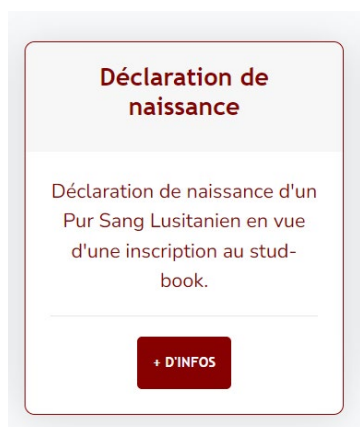 Déclaration de
naissance
Déclaration de naissance d'un
Pur Sang Lusitanien en vue
d'une inscription au stud-
book.
+ D'INFOS